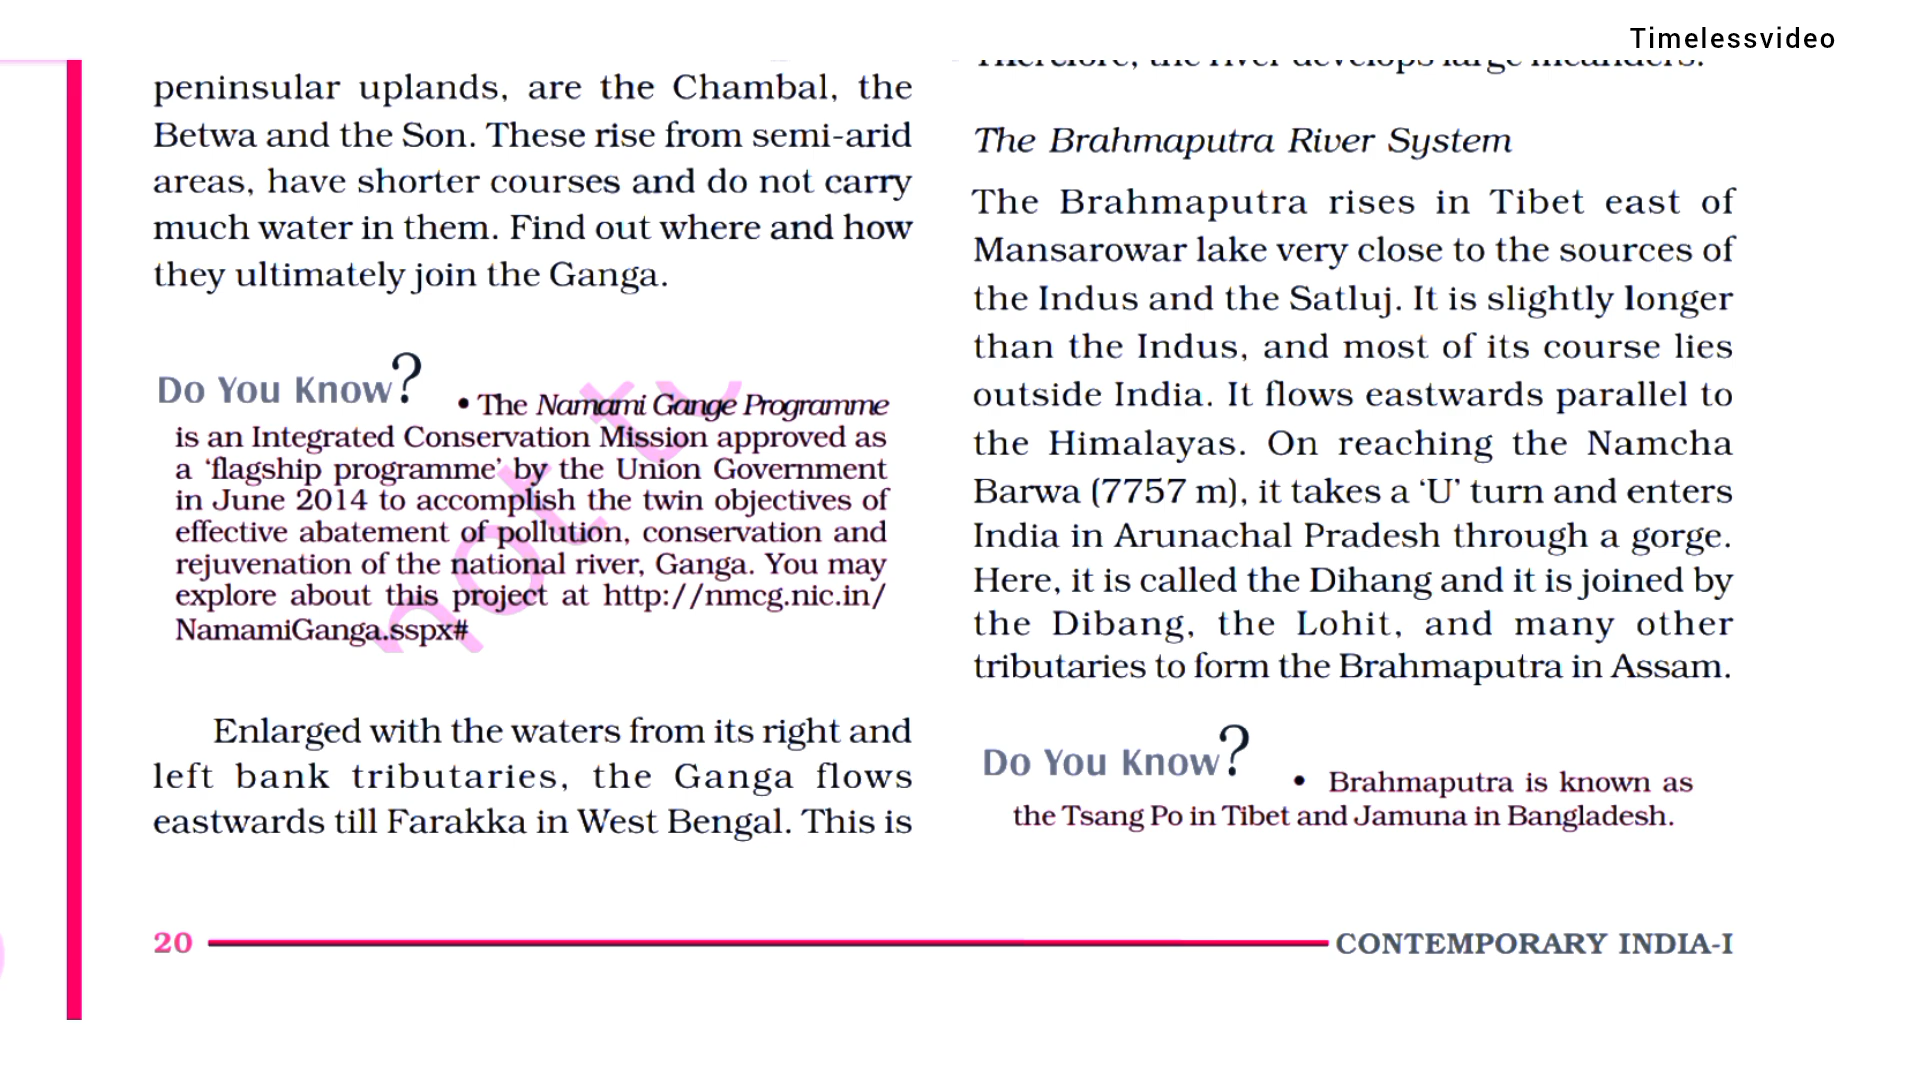 Timelessvideo
peninsular uplands, are the Chambal, the
Betwa and the Son. These rise from semi-arid
areas, have shorter courses and do not carry
much water in them. Find out where and how
they ultimately join the Ganga.
Do You Know?
• The Namami Gange Programme
is an Integrated Conservation Mission approved as
a ‘flagship programme’ by the Union Government
in June 2014 to accomplish the twin objectives of
effective abatement of pollution, conservation and
rejuvenation of the national river, Ganga. You may
explore about this project at http://nmcg.nic.in/
NamamiGanga.sspx#
not t
Enlarged with the waters from its right and
left bank tributaries, the Ganga flows
eastwards till Farakka in West Bengal. This is
Therefore, the river develops large meanders.
The Brahmaputra River System
The Brahmaputra rises in Tibet east of
Mansarowar lake very close to the sources of
the Indus and the Satluj. It is slightly longer
than the Indus, and most of its course lies
outside India. It flows eastwards parallel to
the Himalayas. On reaching the Namcha
Barwa (7757 m), it takes a ‘U’ turn and enters
India in Arunachal Pradesh through a gorge.
Here, it is called the Dihang and it is joined by
the Dibang, the Lohit, and many other
tributaries to form the Brahmaputra in Assam.
Do You Know?
• Brahmaputra is known as
the Tsang Po in Tibet and Jamuna in Bangladesh.
20
CONTEMPORARY INDIA-I